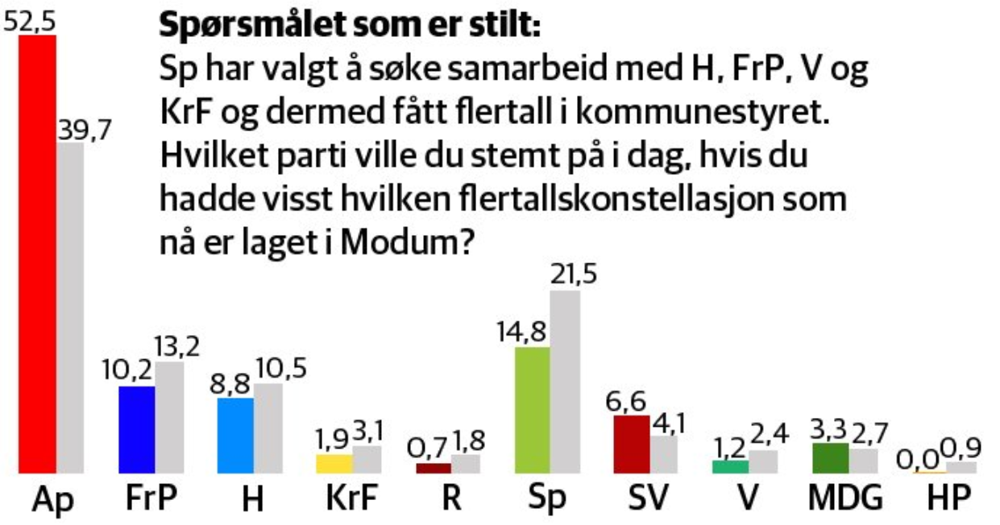 Spørsmålet som er stilt:
Sp har valgt å søke samarbeid med H, FrP, V og
KrF og dermed fått flertall i kommunestyret.
Hvilket parti ville du stemt på i dag, hvis du
hadde visst hvilken flertallskonstellasjon som
nå er laget i Modum?
52,5 39,7
10,2 13,2
8,8 10,5
1,9 3,1
0,7 1,8
14,8 21,5
6,6 4,1
1,2 2,4
3,3 2,7
0,0 0,9
Ap FrP H KrF R Sp SV V MDG HP